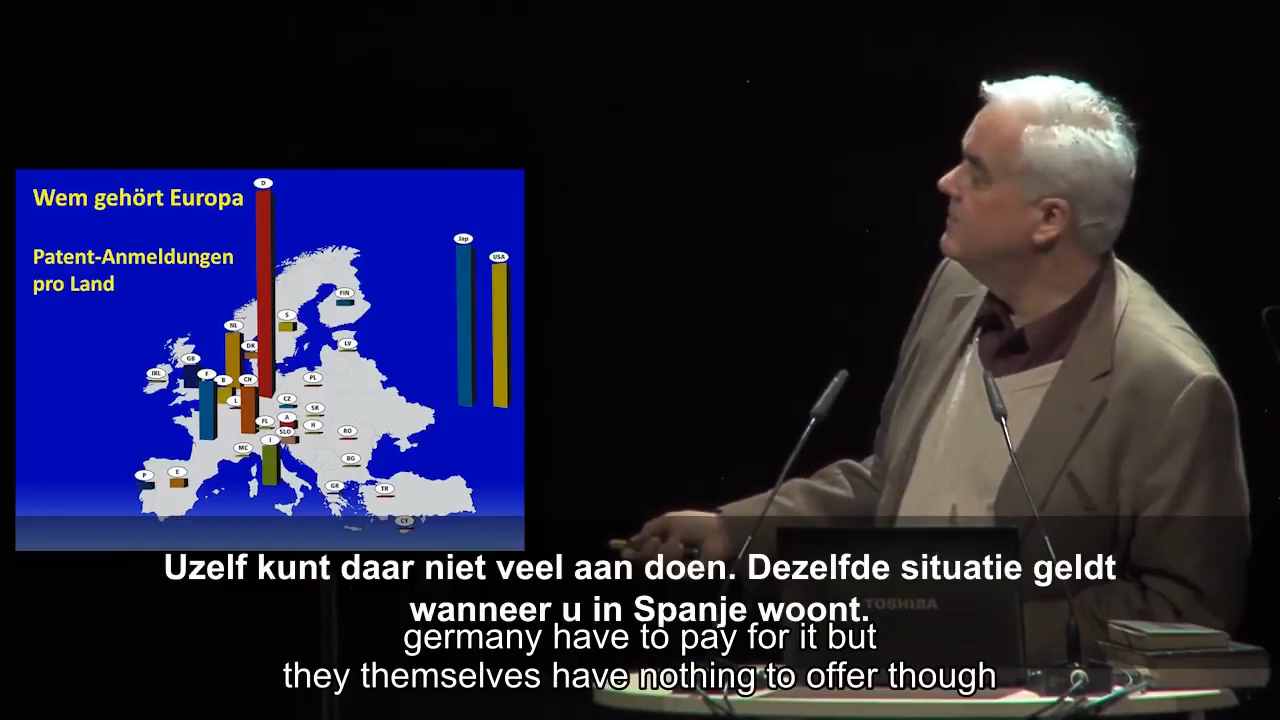 Wem gehört Europa
Patent-Anmeldungen
pro Land
D
Jap
USA
FIN
S
NL
DK
LV
GB
IRL
F
B
CH
PL
L
CZ
SK
FL
A
H
SLO
RO
I
MC
BG
P
E
GR
TR
CY
TOSHIBA
Uzelf kunt daar niet veel aan doen. Dezelfde situatie geldt
wanneer u in Spanje woont.
germany have to pay for it but
they themselves have nothing to offer though